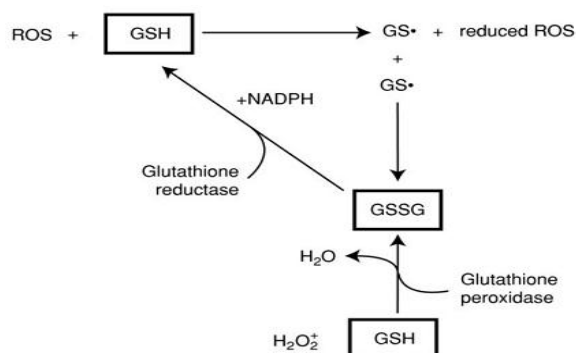 ROS + GSH GS• + reduced ROS
+
GS•
+NADPH
Glutathione
reductase
GSSG
H₂O
Glutathione
peroxidase
H₂O₂⁺ GSH